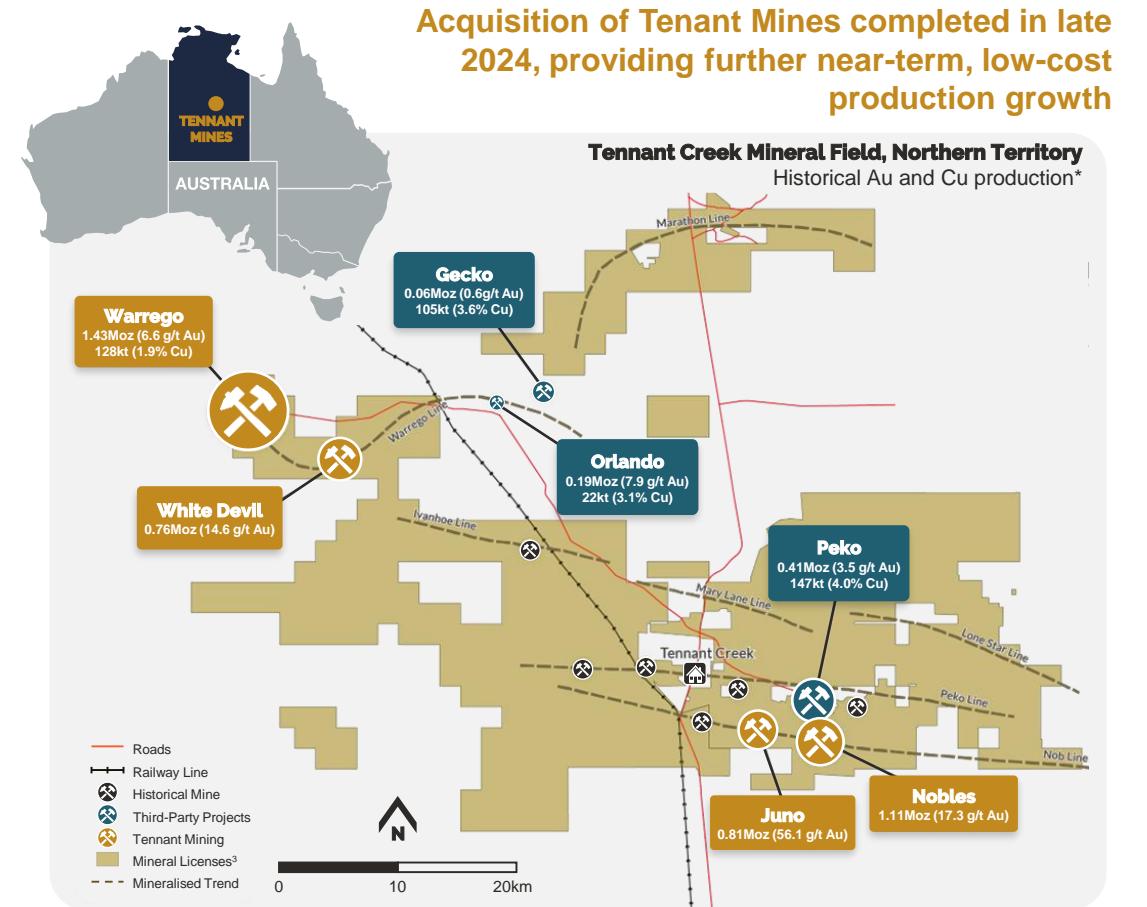 Acquisition of Tenant Mines completed in late
2024, providing further near-term, low-cost
production growth
TENNANT
MINES
AUSTRALIA
Tennant Creek Mineral Field, Northern Territory
Historical Au and Cu production*
Marathon Line
Gecko
0.06Moz (0.6g/t Au)
105kt (3.6% Cu)
Warrego
1.43Moz (6.6 g/t Au)
128kt (1.9% Cu)
Warrego Line
Orlando
0.19Moz (7.9 g/t Au)
22kt (3.1% Cu)
White Devil
0.76Moz (14.6 g/t Au)
Ivanhoe Line
Peko
0.41Moz (3.5 g/t Au)
147kt (4.0% Cu)
Mary Lane Line
Lone Star Line
Tennant Creek
Peko Line
Nob Line
Nobles
1.11Moz (17.3 g/t Au)
Juno
0.81Moz (56.1 g/t Au)
Roads
Railway Line
Historical Mine
Third-Party Projects
Tennant Mining
Mineral Licenses³
Mineralised Trend
N
0 10 20km